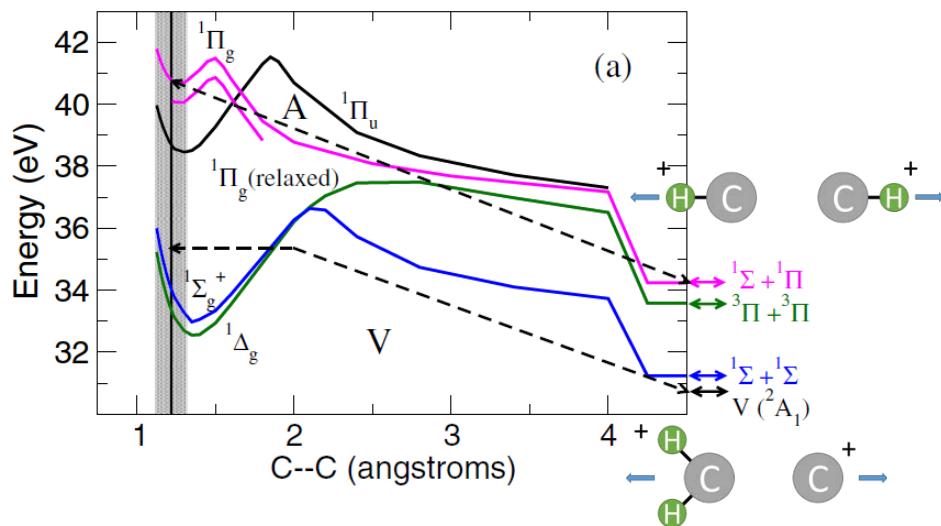 (a)
¹Πg
¹Πu
A
¹Πg(relaxed)
¹Σg⁺
¹Δg
V
42
40
38
36
34
32
Energy (eV)
1
2
3
4
C--C (angstroms)
+
H
C
C
H
+
¹Σ + ¹Π
³Π + ³Π
¹Σ + ¹Σ
V (²A₁)
+
H
C
H
C
+